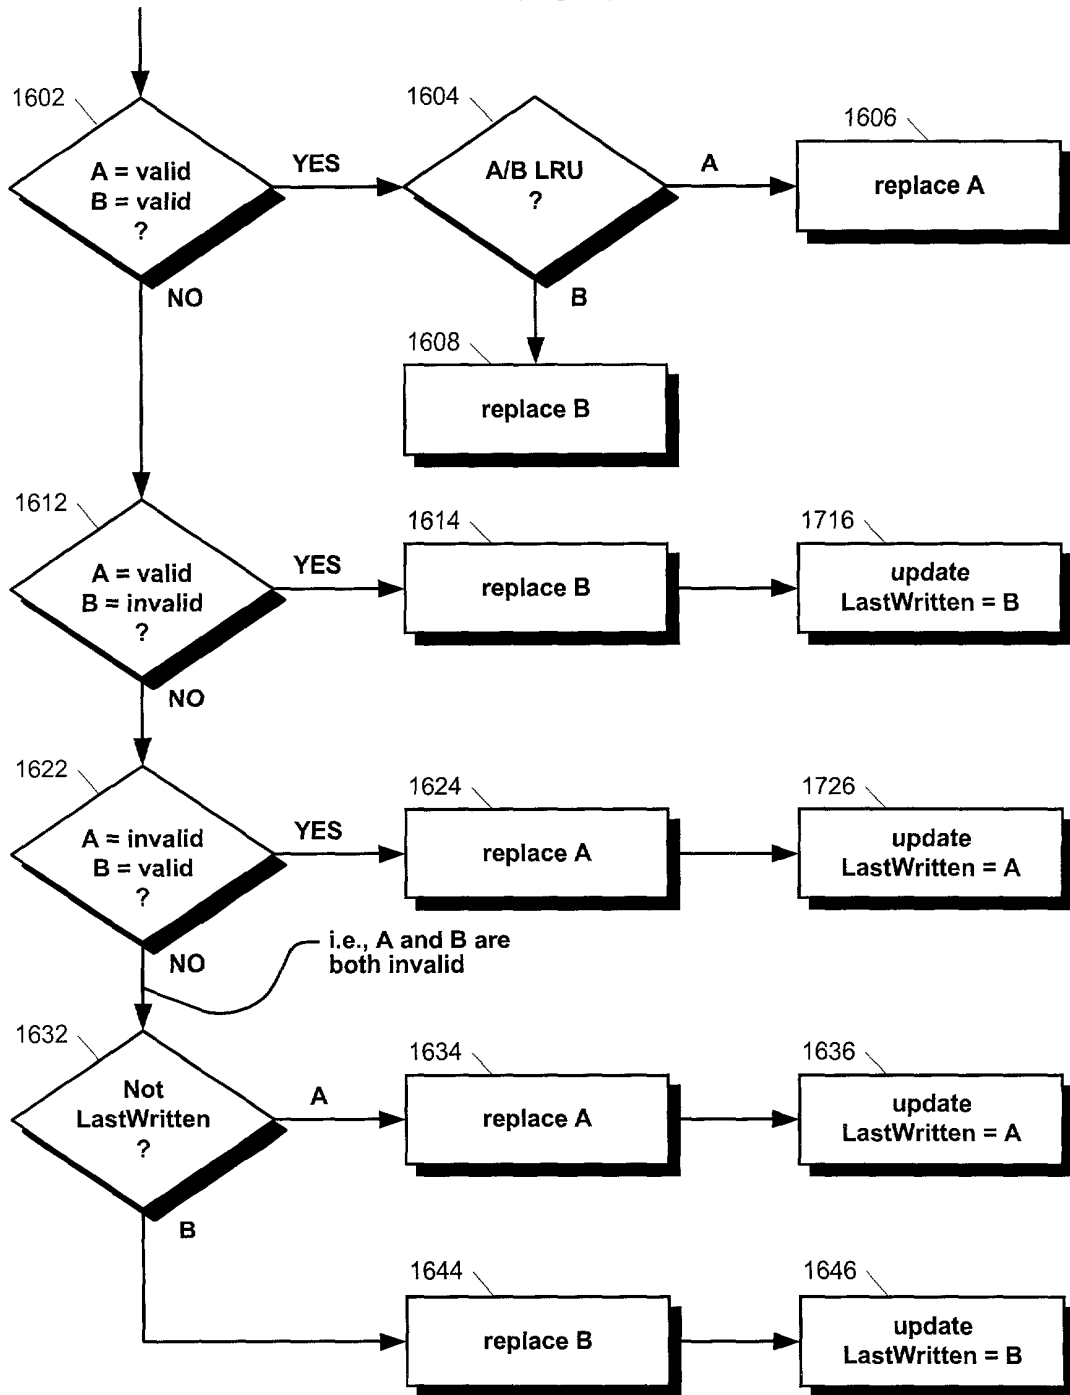 1602
A = valid
B = valid
?
YES
NO
1604
A/B LRU
?
A
B
1606
replace A
1608
replace B
1612
A = valid
B = invalid
?
YES
NO
1614
replace B
1716
update
LastWritten = B
1622
A = invalid
B = valid
?
YES
NO
1624
replace A
1726
update
LastWritten = A
i.e., A and B are
both invalid
1632
Not
LastWritten
?
A
B
1634
replace A
1636
update
LastWritten = A
1644
replace B
1646
update
LastWritten = B